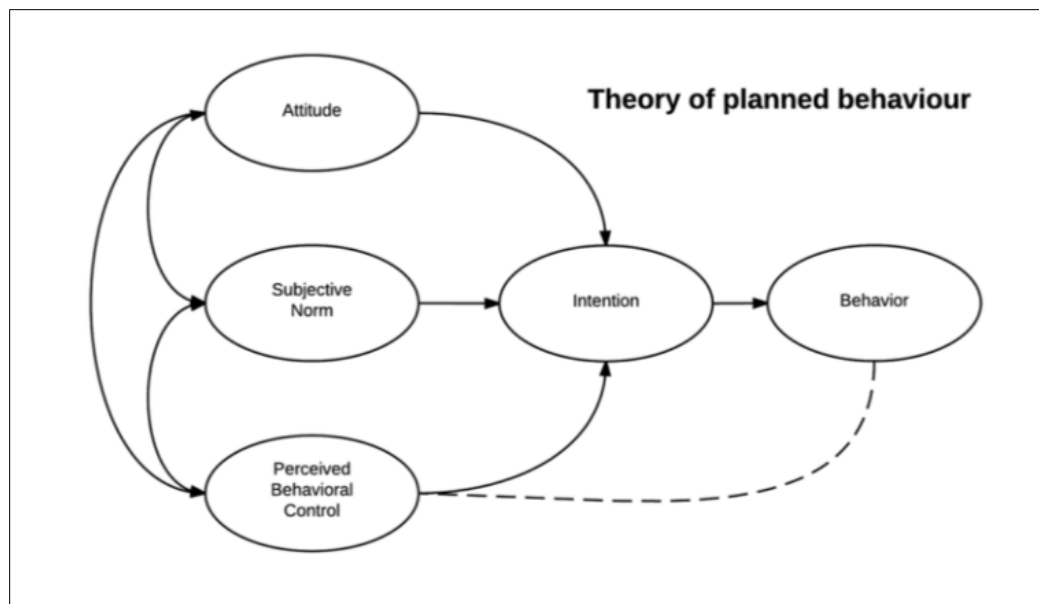 Theory of planned behaviour
Attitude
Subjective
Norm
Intention
Behavior
Perceived
Behavioral
Control